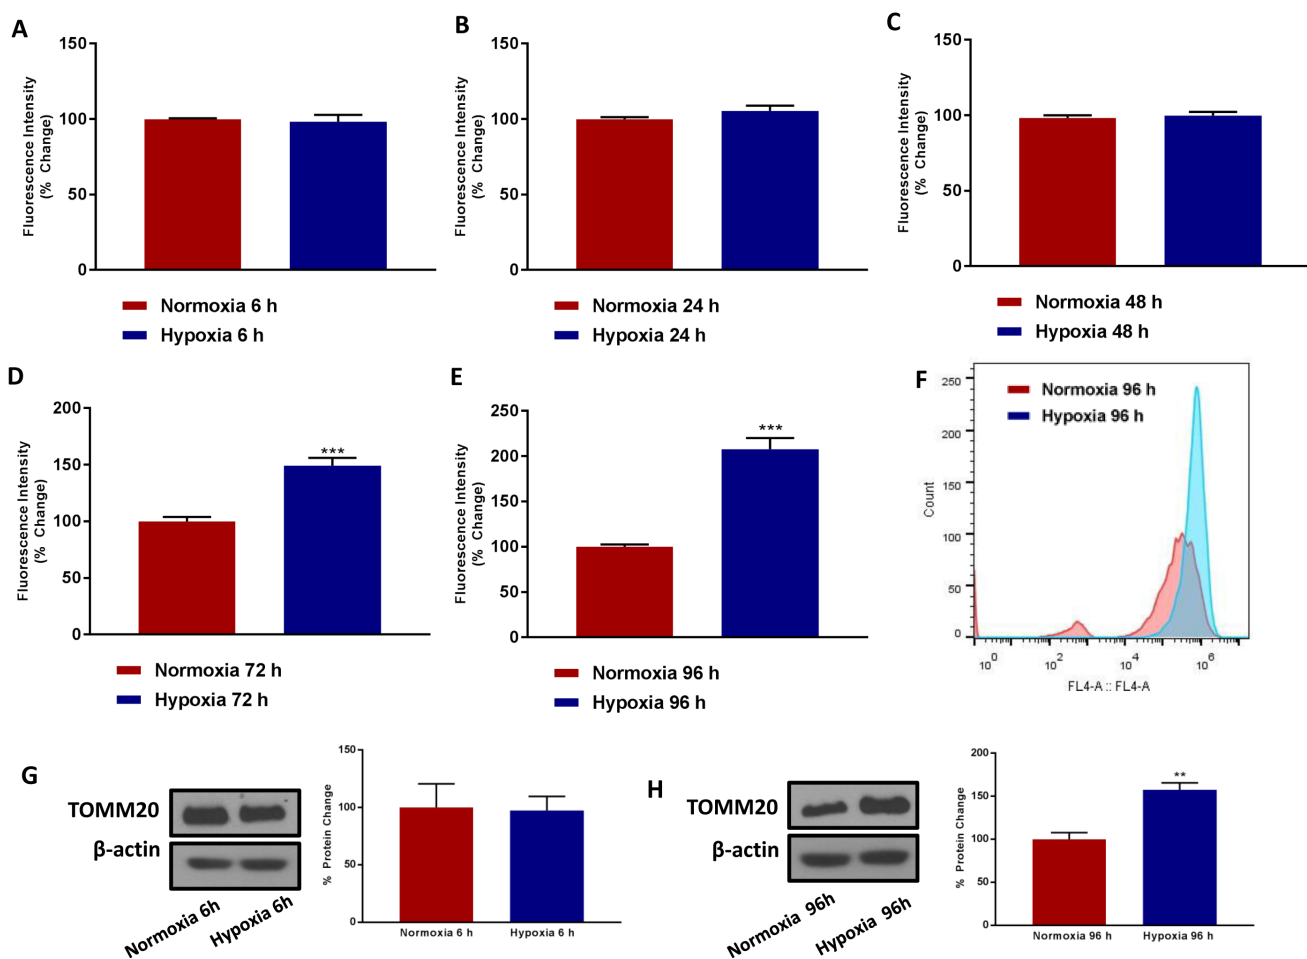 A
150
100
50
0
Fluorescence Intensity
(% Change)
Normoxia 6 h
Hypoxia 6 h
B
150
100
50
0
Fluorescence Intensity
(% Change)
Normoxia 24 h
Hypoxia 24 h
C
150
100
50
0
Fluorescence Intensity
(% Change)
Normoxia 48 h
Hypoxia 48 h
D
200
150
100
50
0
Fluorescence Intensity
(% Change)
***
Normoxia 72 h
Hypoxia 72 h
E
250
200
150
100
50
0
Fluorescence Intensity
(% Change)
***
Normoxia 96 h
Hypoxia 96 h
F
250
200
150
100
50
0
Count
Normoxia 96 h
Hypoxia 96 h
10^0 10^2 10^4 10^6
FL4-A :: FL4-A
G
TOMM20
β-actin
Normoxia 6h
Hypoxia 6h
150
100
50
0
% Protein Change
Normoxia 6 h
Hypoxia 6 h
H
TOMM20
β-actin
Normoxia 96h
Hypoxia 96h
200
150
100
50
0
% Protein Change
**
Normoxia 96 h
Hypoxia 96 h